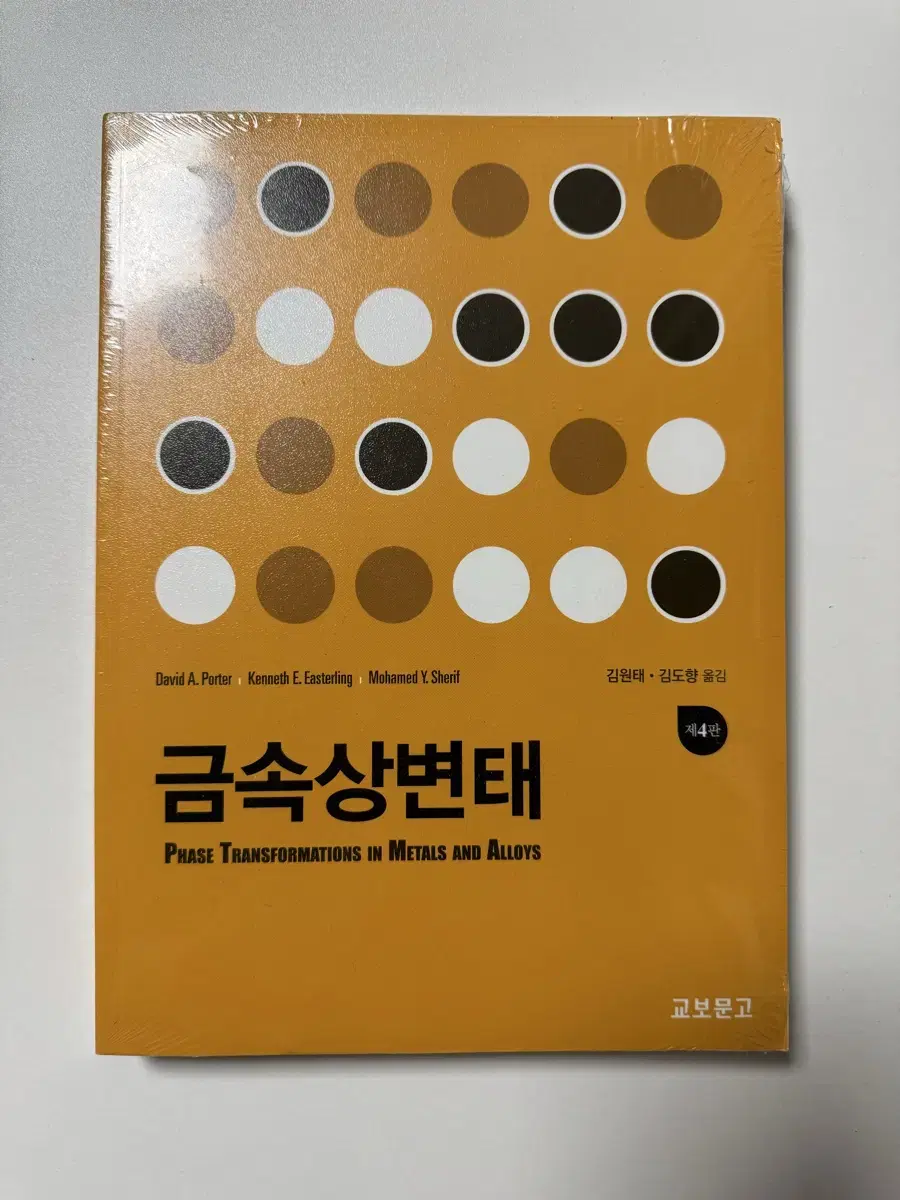 David A. Porter | Kenneth E. Easterling | Mohamed Y. Sherif
김원태 · 김도향 옮김
제4판
금속상변태
PHASE TRANSFORMATIONS IN METALS AND ALLOYS
교보문고